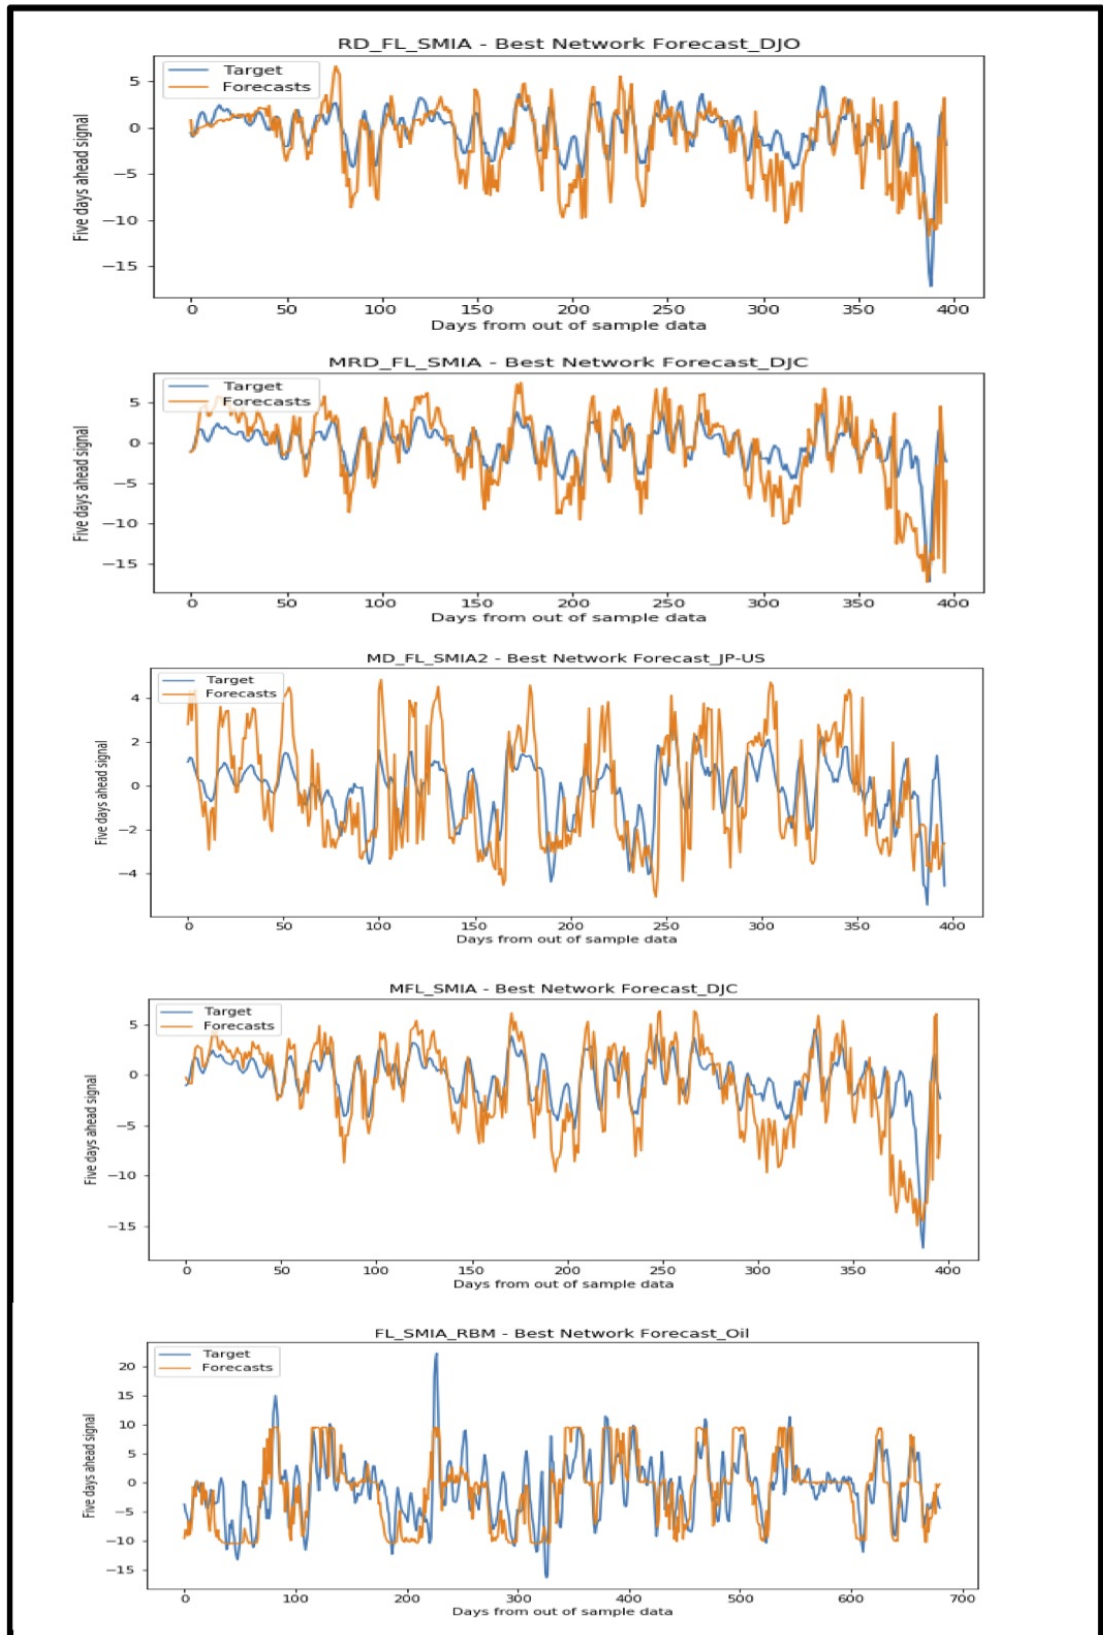 RD_FL_SMIA - Best Network Forecast_DJO
Target
Forecasts
Five days ahead signal
5
0
−5
−10
−15
0 50 100 150 200 250 300 350 400
Days from out of sample data
MRD_FL_SMIA - Best Network Forecast_DJC
Target
Forecasts
Five days ahead signal
5
0
−5
−10
−15
0 50 100 150 200 250 300 350 400
Days from out of sample data
MD_FL_SMIA2 - Best Network Forecast_JP-US
Target
Forecasts
Five days ahead signal
4
2
0
−2
−4
0 50 100 150 200 250 300 350 400
Days from out of sample data
MFL_SMIA - Best Network Forecast_DJC
Target
Forecasts
Five days ahead signal
5
0
−5
−10
−15
0 50 100 150 200 250 300 350 400
Days from out of sample data
FL_SMIA_RBM - Best Network Forecast_Oil
Target
Forecasts
Five days ahead signal
20
15
10
5
0
−5
−10
−15
0 100 200 300 400 500 600 700
Days from out of sample data